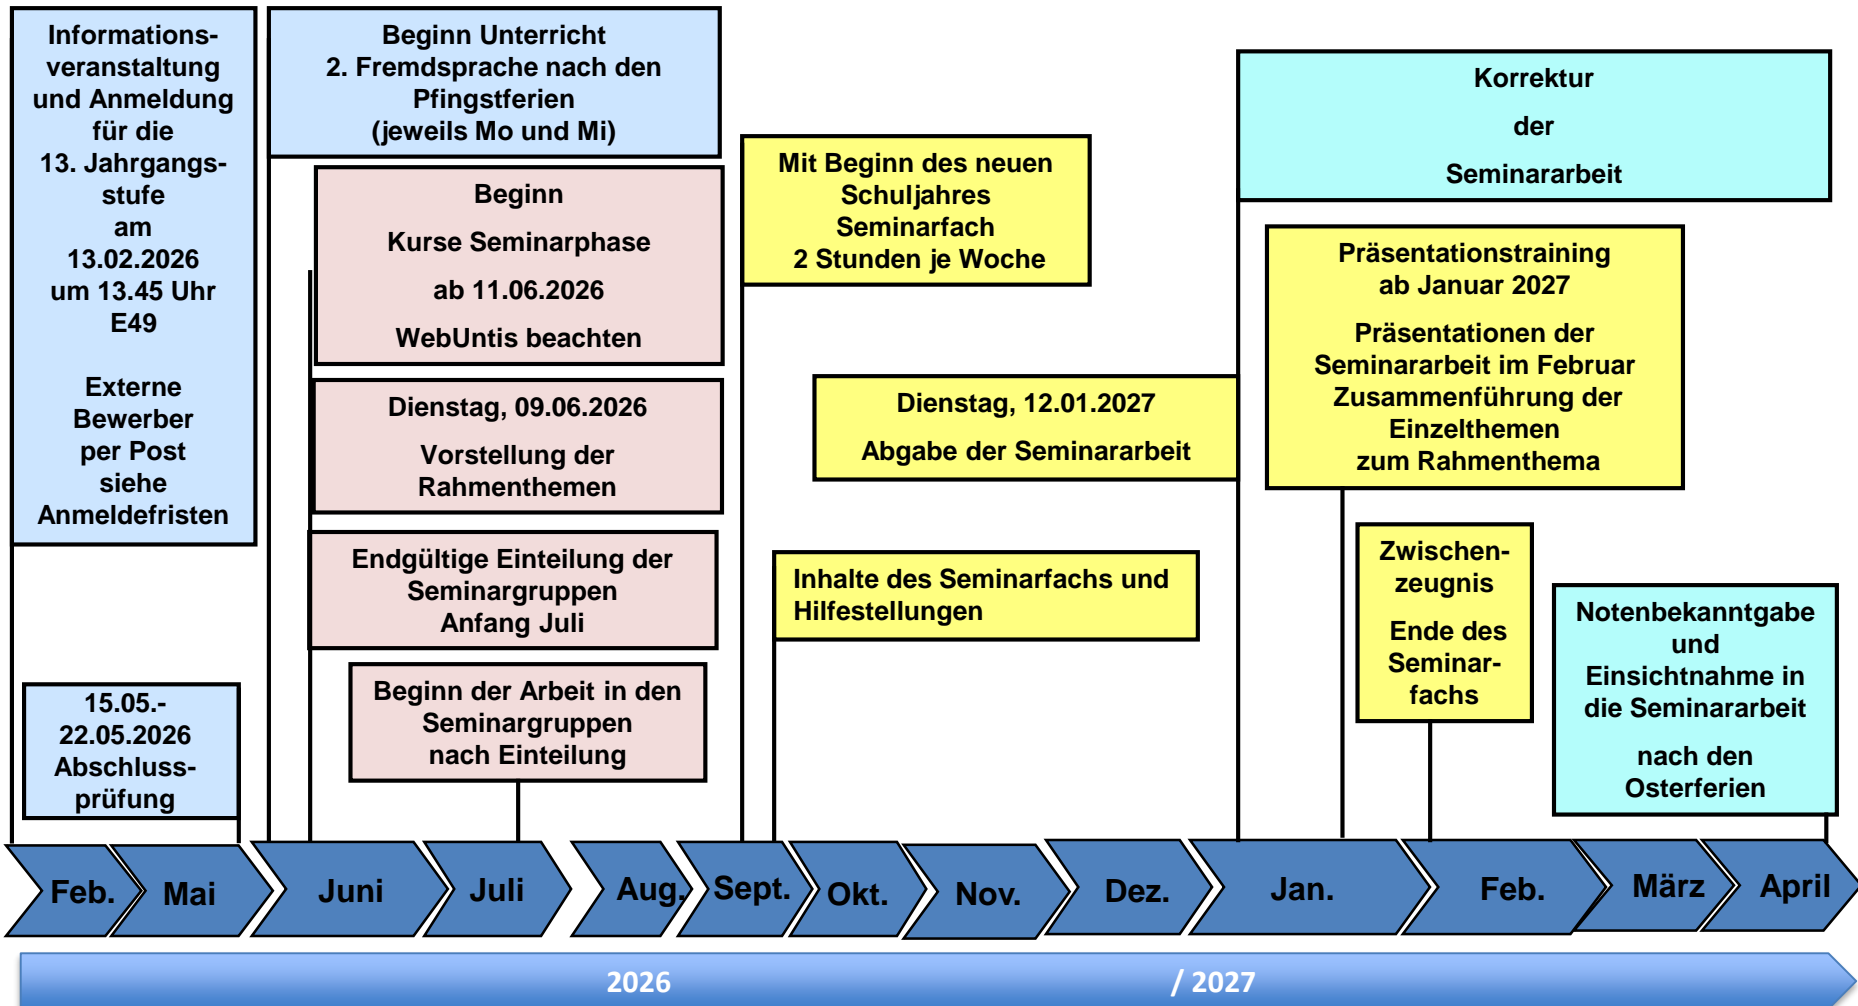 Informations-
veranstaltung
und Anmeldung
für die
13. Jahrgangs-
stufe
am
13.02.2026
um 13.45 Uhr
E49
Externe
Bewerber
per Post
siehe
Anmeldefristen
15.05.-
22.05.2026
Abschluss-
prüfung
Beginn Unterricht
2. Fremdsprache nach den
Pfingstferien
(jeweils Mo und Mi)
Beginn
Kurse Seminarphase
ab 11.06.2026
WebUntis beachten
Dienstag, 09.06.2026
Vorstellung der
Rahmenthemen
Endgültige Einteilung der
Seminargruppen
Anfang Juli
Beginn der Arbeit in den
Seminargruppen
nach Einteilung
Mit Beginn des neuen
Schuljahres
Seminarfach
2 Stunden je Woche
Dienstag, 12.01.2027
Abgabe der Seminararbeit
Inhalte des Seminarfachs und
Hilfestellungen
Korrektur
der
Seminararbeit
Präsentationstraining
ab Januar 2027
Präsentationen der
Seminararbeit im Februar
Zusammenführung der
Einzelthemen
zum Rahmenthema
Zwischen-
zeugnis
Ende des
Seminar-
fachs
Notenbekanntgabe
und
Einsichtnahme in
die Seminararbeit
nach den
Osterferien
Feb.
Mai
Juni
Juli
Aug.
Sept.
Okt.
Nov.
Dez.
Jan.
Feb.
März
April
2026 / 2027